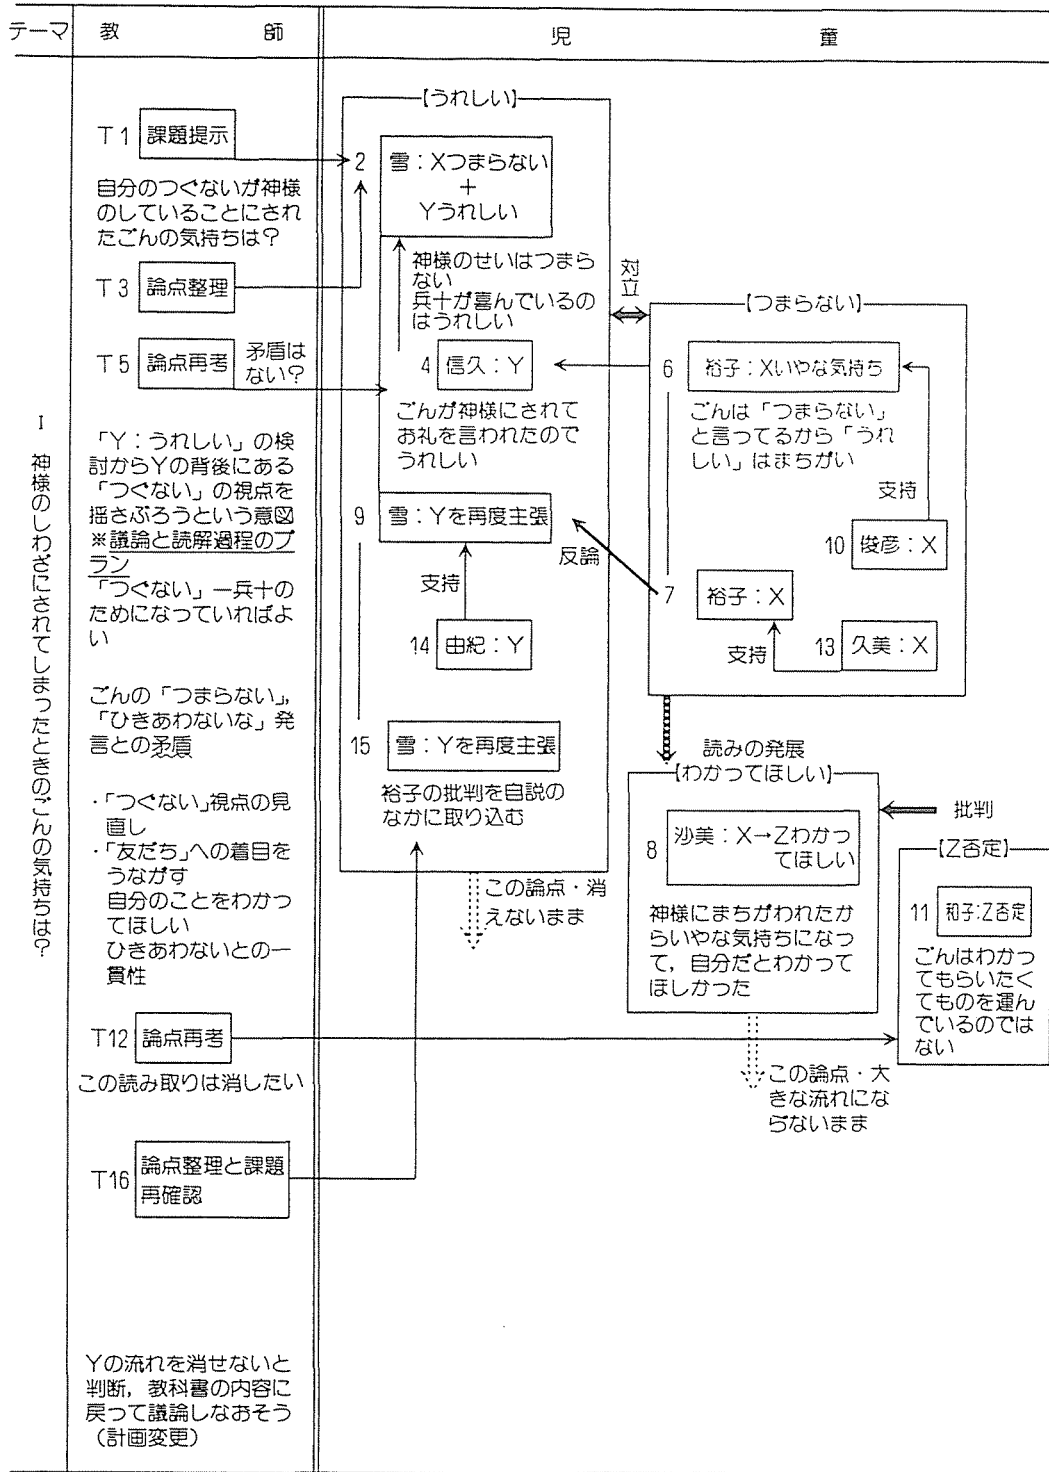 テーマ
教 師
児 童
I 神様のしわざにされてしまったときのごんの気持ちは?
T1 課題提示
自分のつぐないが神様
のしていることにされ
たごんの気持ちは?
T3 論点整理
T5 論点再考
矛盾は
ない?
「Y:うれしい」の検
討からYの背後にある
「つぐない」の視点を
揺さぶろうという意図
※議論と読解過程のプ
ラン
「つぐない」―兵十の
ためになっていればよ
い
ごんの「つまらない」,
「ひきあわないな」発
言との矛盾
・「つぐない」視点の見
直し
・「友だち」への着目を
うながす
自分のことをわかっ
てほしい
ひきあわないとの一
貫性
T12 論点再考
この読み取りは消したい
T16 論点整理と課題
再確認
Yの流れを消せないと
判断,教科書の内容に
戻って議論しなおそう
(計画変更)
【うれしい】
2 雪:Xつまらない
+
Yうれしい
神様のせいはつまら
ない
兵十が喜んでいるの
はうれしい
4 信久:Y
ごんが神様にされて
お礼を言われたので
うれしい
9 雪:Yを再度主張
支持
14 由紀:Y
15 雪:Yを再度主張
裕子の批判を自説の
なかに取り込む
この論点・消
えないまま
対立
【つまらない】
6 裕子:Xいやな気持ち
ごんは「つまらない」
と言ってるから「うれ
しい」はまちがい
支持
10 俊彦:X
反論
7 裕子:X
支持
13 久美:X
読みの発展
【わかってほしい】
8 沙美:X→Zわかっ
てほしい
神様にまちがわれたか
らいやな気持ちになっ
て,自分だとわかって
ほしかった
批判
【Z否定】
11 和子:Z否定
ごんはわかっ
てもらいたく
てものを運ん
でいるのでは
ない
この論点・大
きな流れにな
らないまま